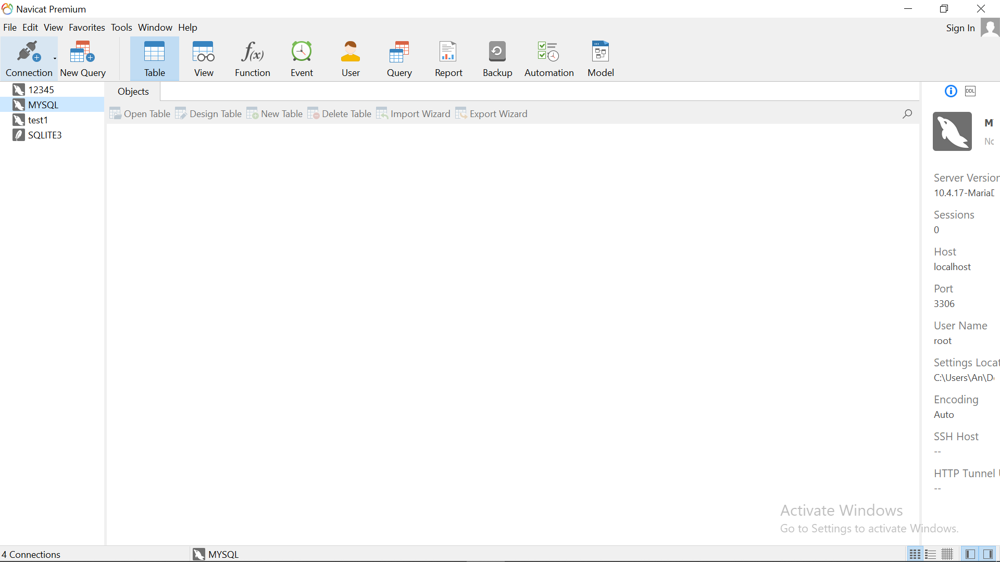 Navicat Premium
File Edit View Favorites Tools Window Help
Sign In
Connection New Query Table View Function Event User Query Report Backup Automation Model
12345
MYSQL
test1
SQLITE3
Objects
Open Table Design Table New Table Delete Table Import Wizard Export Wizard
DDL
Server Version
10.4.17-Maria
Sessions
0
Host
localhost
Port
3306
User Name
root
Settings Locat
C:\Users\An\D
Encoding
Auto
SSH Host
--
HTTP Tunnel
--
Activate Windows
Go to Settings to activate Windows.
4 Connections
MYSQL